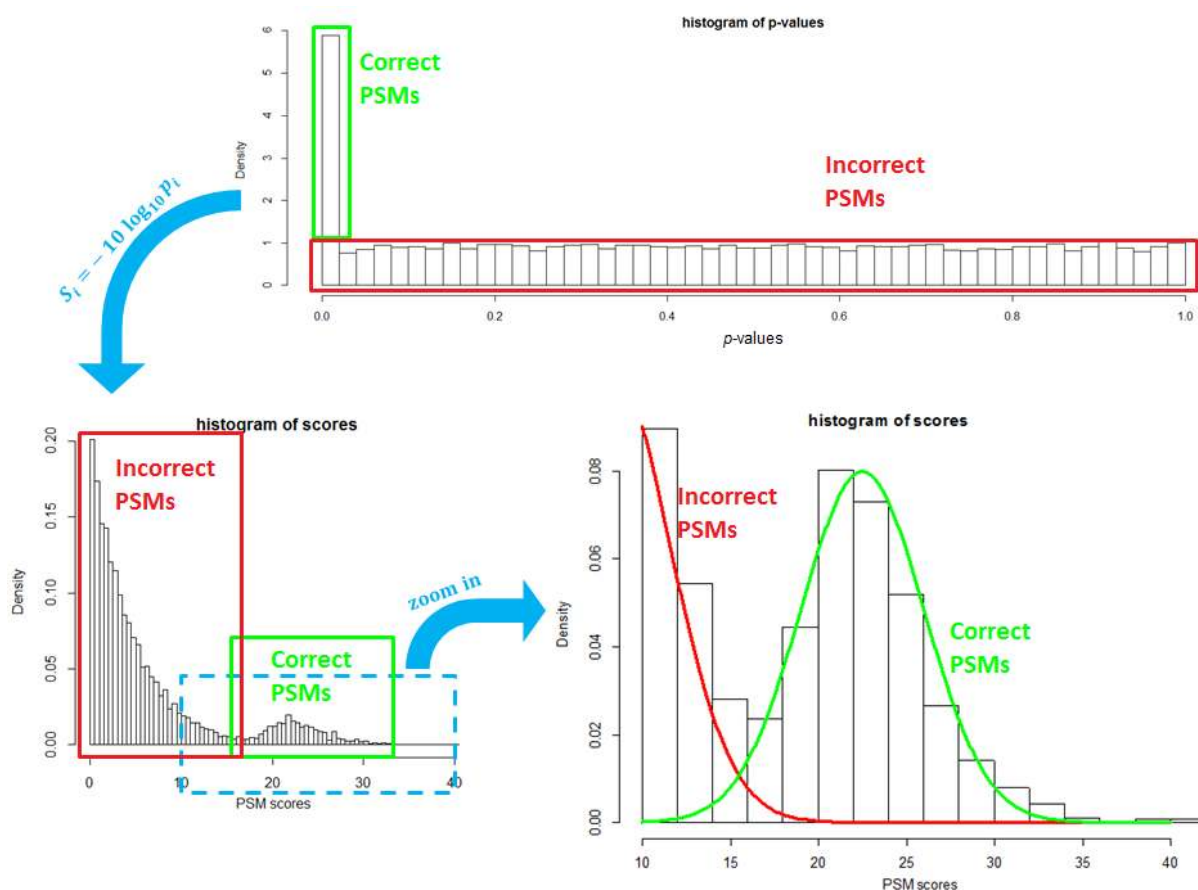 histogram of p-values
6
5
4
3
2
1
0
Density
Correct
PSMs
Incorrect
PSMs
0.0 0.2 0.4 0.6 0.8 1.0
p-values
S_i = − 10 log₁₀ p_i
histogram of scores
0.20
0.15
0.10
0.05
0.00
Density
Incorrect
PSMs
Correct
PSMs
0 10 20 30 40
PSM scores
zoom in
histogram of scores
0.08
0.06
0.04
0.02
0.00
Density
Incorrect
PSMs
Correct
PSMs
10 15 20 25 30 35 40
PSM scores